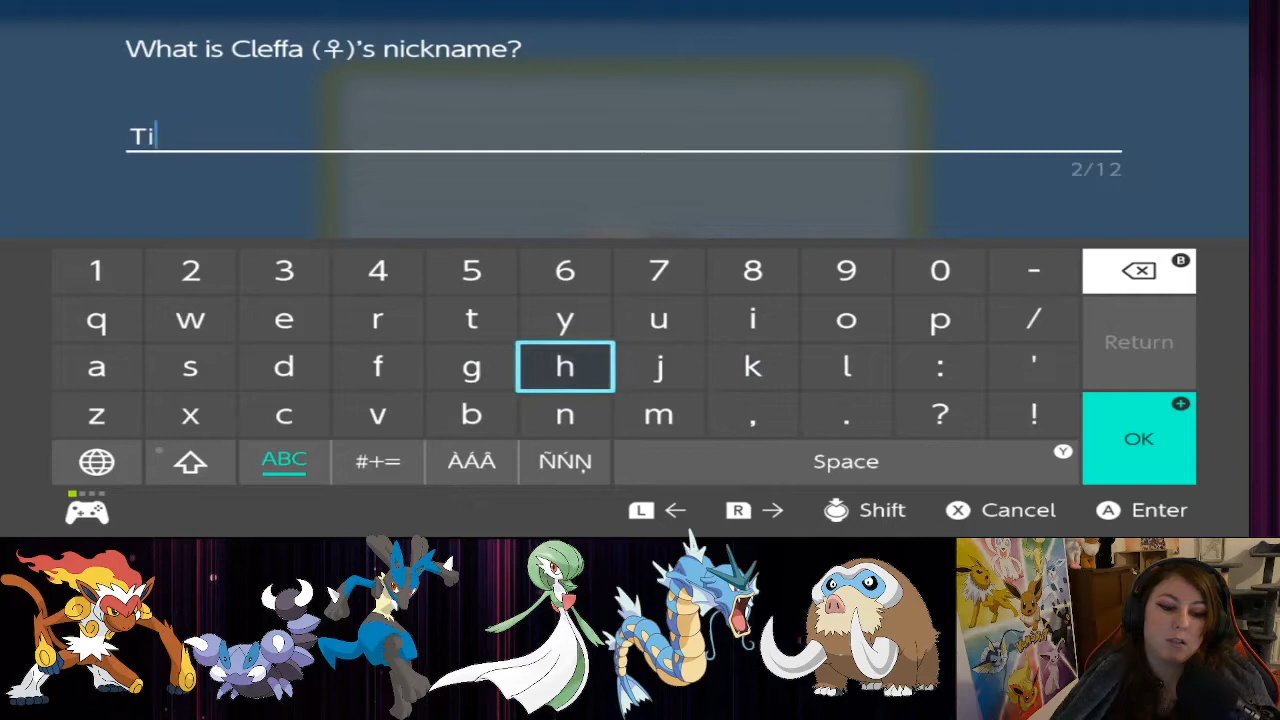 What is Cleffa (♀)'s nickname?
Ti
2/12
1 2 3 4 5 6 7 8 9 0 -
q w e r t y u i o p /
Return
a s d f g h j k l : '
z x c v b n m , . ? !
OK
ABC #+= ÀÁÂ ÑŃŅ Space
L ← R → Shift X Cancel A Enter
B
+
Y